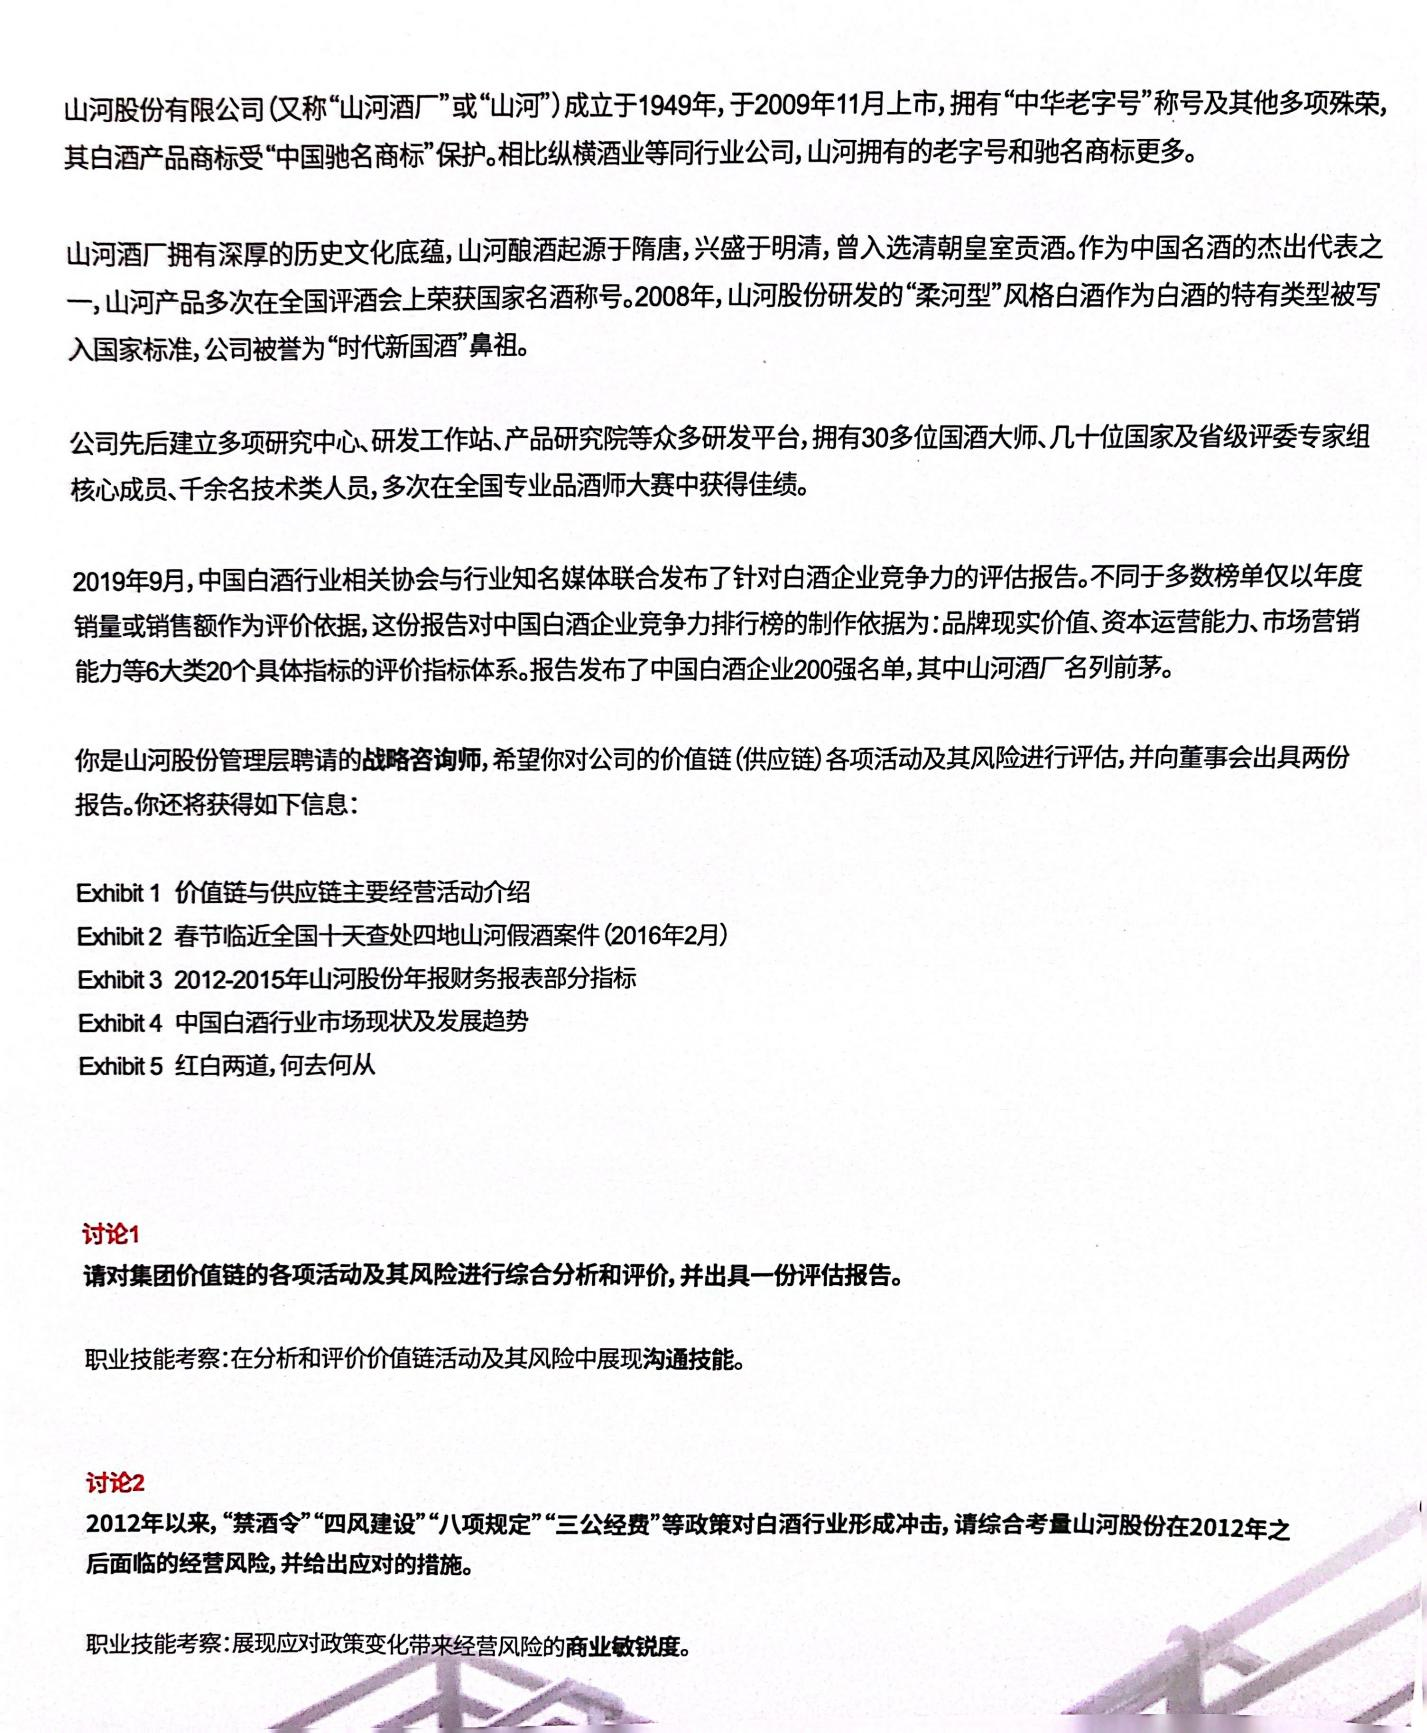 山河股份有限公司（又称“山河酒厂”或“山河”）成立于1949年，于2009年11月上市，拥有“中华老字号”称号及其他多项殊荣，
其白酒产品商标受“中国驰名商标”保护。相比纵横酒业等同行业公司，山河拥有的老字号和驰名商标更多。
山河酒厂拥有深厚的历史文化底蕴，山河酿酒起源于隋唐，兴盛于明清，曾入选清朝皇室贡酒。作为中国名酒的杰出代表之
一，山河产品多次在全国评酒会上荣获国家名酒称号。2008年，山河股份研发的“柔河型”风格白酒作为白酒的特有类型被写
入国家标准，公司被誉为“时代新国酒”鼻祖。
公司先后建立多项研究中心、研发工作站、产品研究院等众多研发平台，拥有30多位国酒大师、几十位国家及省级评委专家组
核心成员、千余名技术类人员，多次在全国专业品酒师大赛中获得佳绩。
2019年9月，中国白酒行业相关协会与行业知名媒体联合发布了针对白酒企业竞争力的评估报告。不同于多数榜单仅以年度
销量或销售额作为评价依据，这份报告对中国白酒企业竞争力排行榜的制作依据为：品牌现实价值、资本运营能力、市场营销
能力等6大类20个具体指标的评价指标体系。报告发布了中国白酒企业200强名单，其中山河酒厂名列前茅。
你是山河股份管理层聘请的战略咨询师，希望你对公司的价值链（供应链）各项活动及其风险进行评估，并向董事会出具两份
报告。你还将获得如下信息：
Exhibit 1 价值链与供应链主要经营活动介绍
Exhibit 2 春节临近全国十天查处四地山河假酒案件（2016年2月）
Exhibit 3 2012-2015年山河股份年报财务报表部分指标
Exhibit 4 中国白酒行业市场现状及发展趋势
Exhibit 5 红白两道，何去何从
讨论1
请对集团价值链的各项活动及其风险进行综合分析和评价，并出具一份评估报告。
职业技能考察：在分析和评价价值链活动及其风险中展现沟通技能。
讨论2
2012年以来，“禁酒令”“四风建设”“八项规定”“三公经费”等政策对白酒行业形成冲击，请综合考量山河股份在2012年之
后面临的经营风险，并给出应对的措施。
职业技能考察：展现应对政策变化带来经营风险的商业敏锐度。